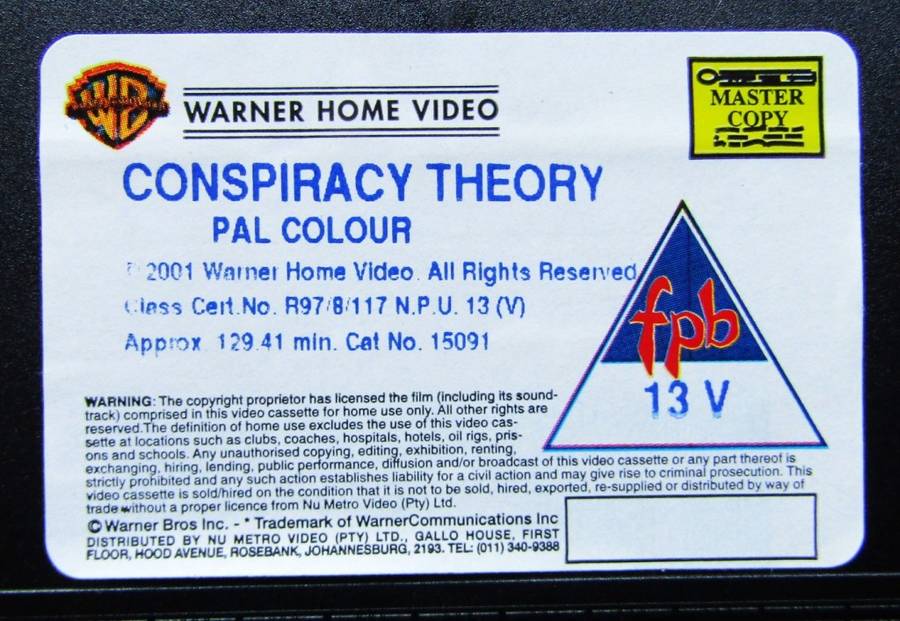 WB
WARNER HOME VIDEO
MASTER
COPY
CONSPIRACY THEORY
PAL COLOUR
2001 Warner Home Video. All Rights Reserved
Class Cert.No. R97/8/117 N.P.U. 13 (V)
Approx 129.41 min. Cat No. 15091
fpb
13 V
WARNING: The copyright proprietor has licensed the film (including its sound-
track) comprised in this video cassette for home use only. All other rights are
reserved.The definition of home use excludes the use of this video cas-
sette at locations such as clubs, coaches, hospitals, hotels, oil rigs, pris-
ons and schools. Any unauthorised copying, editing, exhibition, renting,
exchanging, hiring, lending, public performance, diffusion and/or broadcast of this video cassette or any part thereof is
strictly prohibited and any such action establishes liability for a civil action and may give rise to criminal prosecution. This
video cassette is sold/hired on the condition that it is not to be sold, hired, exported, re-supplied or distributed by way of
trade without a proper licence from Nu Metro Video (Pty) Ltd.
© Warner Bros Inc. - * Trademark of WarnerCommunications Inc
DISTRIBUTED BY NU METRO VIDEO (PTY) LTD., GALLO HOUSE, FIRST
FLOOR, HOOD AVENUE, ROSEBANK, JOHANNESBURG, 2193. TEL: (011) 340-9388